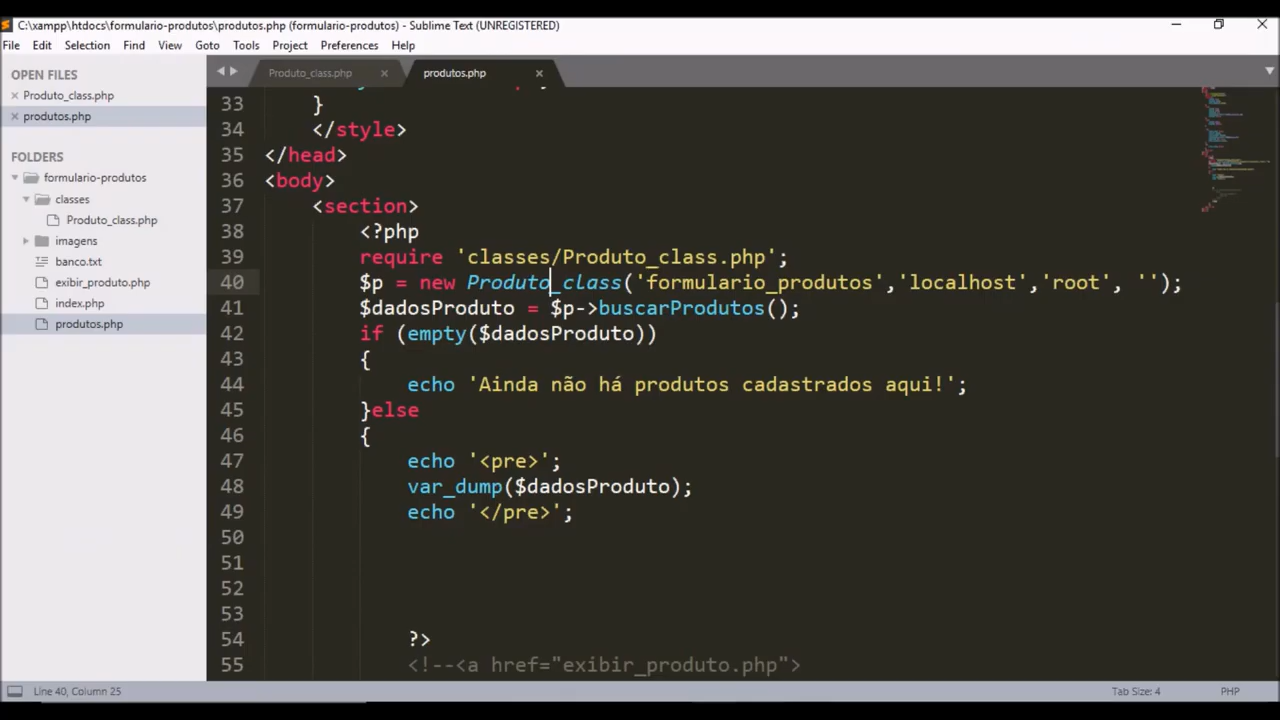 C:\xampp\htdocs\formulario-produtos\produtos.php (formulario-produtos) - Sublime Text (UNREGISTERED)
File Edit Selection Find View Goto Tools Project Preferences Help
OPEN FILES
Produto_class.php
produtos.php
FOLDERS
formulario-produtos
classes
Produto_class.php
imagens
banco.txt
exibir_produto.php
index.php
produtos.php
Produto_class.php
produtos.php
33 }
34 </style>
35 </head>
36 <body>
37 <section>
38 <?php
39 require 'classes/Produto_class.php';
40 $p = new Produto_class('formulario_produtos','localhost','root', '');
41 $dadosProduto = $p->buscarProdutos();
42 if (empty($dadosProduto))
43 {
44 echo 'Ainda não há produtos cadastrados aqui!';
45 }else
46 {
47 echo '<pre>';
48 var_dump($dadosProduto);
49 echo '</pre>';
50
51
52
53
54 ?>
55 <!--<a href="exibir_produto.php">
Line 40, Column 25
Tab Size: 4
PHP